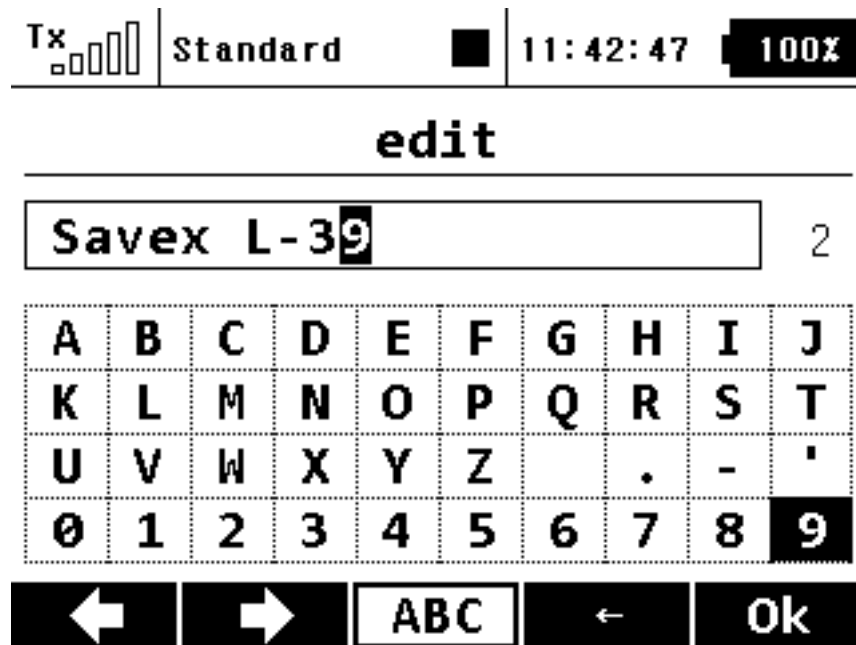 Tx Standard 11:42:47 100%
edit
Savex L-39 2
A B C D E F G H I J
K L M N O P Q R S T
U V W X Y Z . - '
0 1 2 3 4 5 6 7 8 9
ABC ← Ok